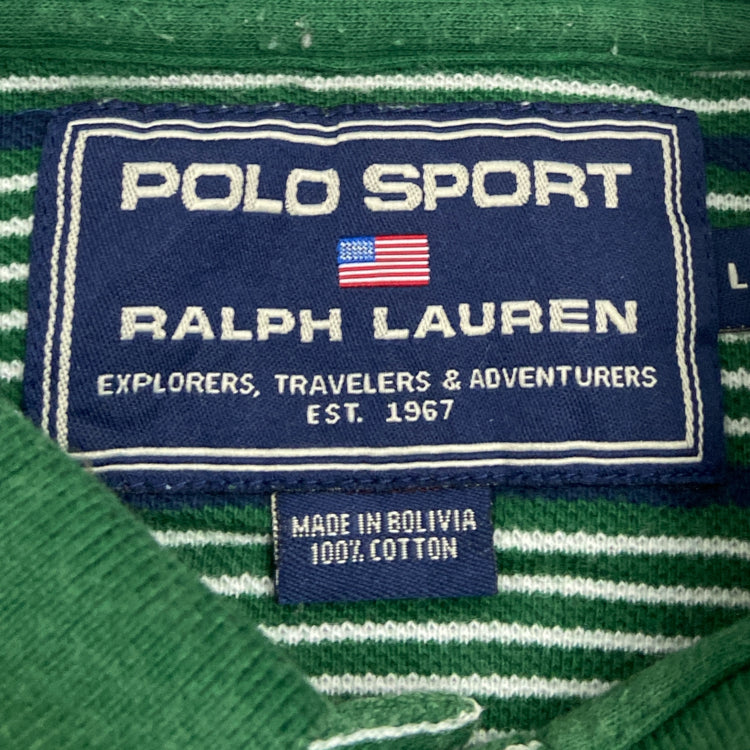 POLO SPORT
RALPH LAUREN
EXPLORERS, TRAVELERS & ADVENTURERS
EST. 1967
L
MADE IN BOLIVIA
100% COTTON